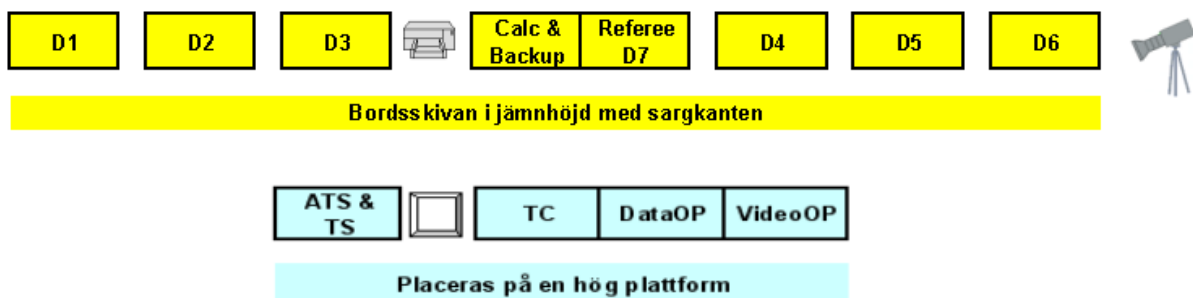 D1
D2
D3
Calc &
Backup
Referee
D7
D4
D5
D6
Bordsskivan i jämnhöjd med sargkanten
ATS &
TS
TC
DataOP
VideoOP
Placeras på en hög plattform